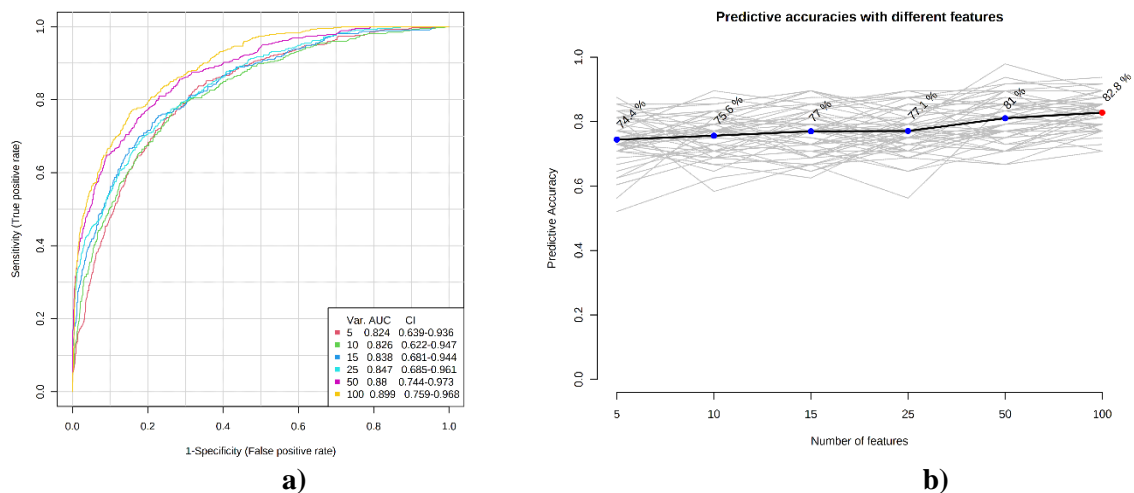 Sensitivity (True positive rate)
1.0
0.8
0.6
0.4
0.2
0.0
Var. AUC CI
5 0.824 0.639-0.936
10 0.826 0.622-0.947
15 0.838 0.681-0.944
25 0.847 0.685-0.961
50 0.88 0.744-0.973
100 0.899 0.759-0.968
0.0 0.2 0.4 0.6 0.8 1.0
1-Specificity (False positive rate)
a)
Predictive accuracies with different features
Predictive Accuracy
1.0
0.8
0.6
0.4
0.2
0.0
74.4 % 75.6 % 77 % 77.1 % 81 % 82.8 %
5 10 15 25 50 100
Number of features
b)